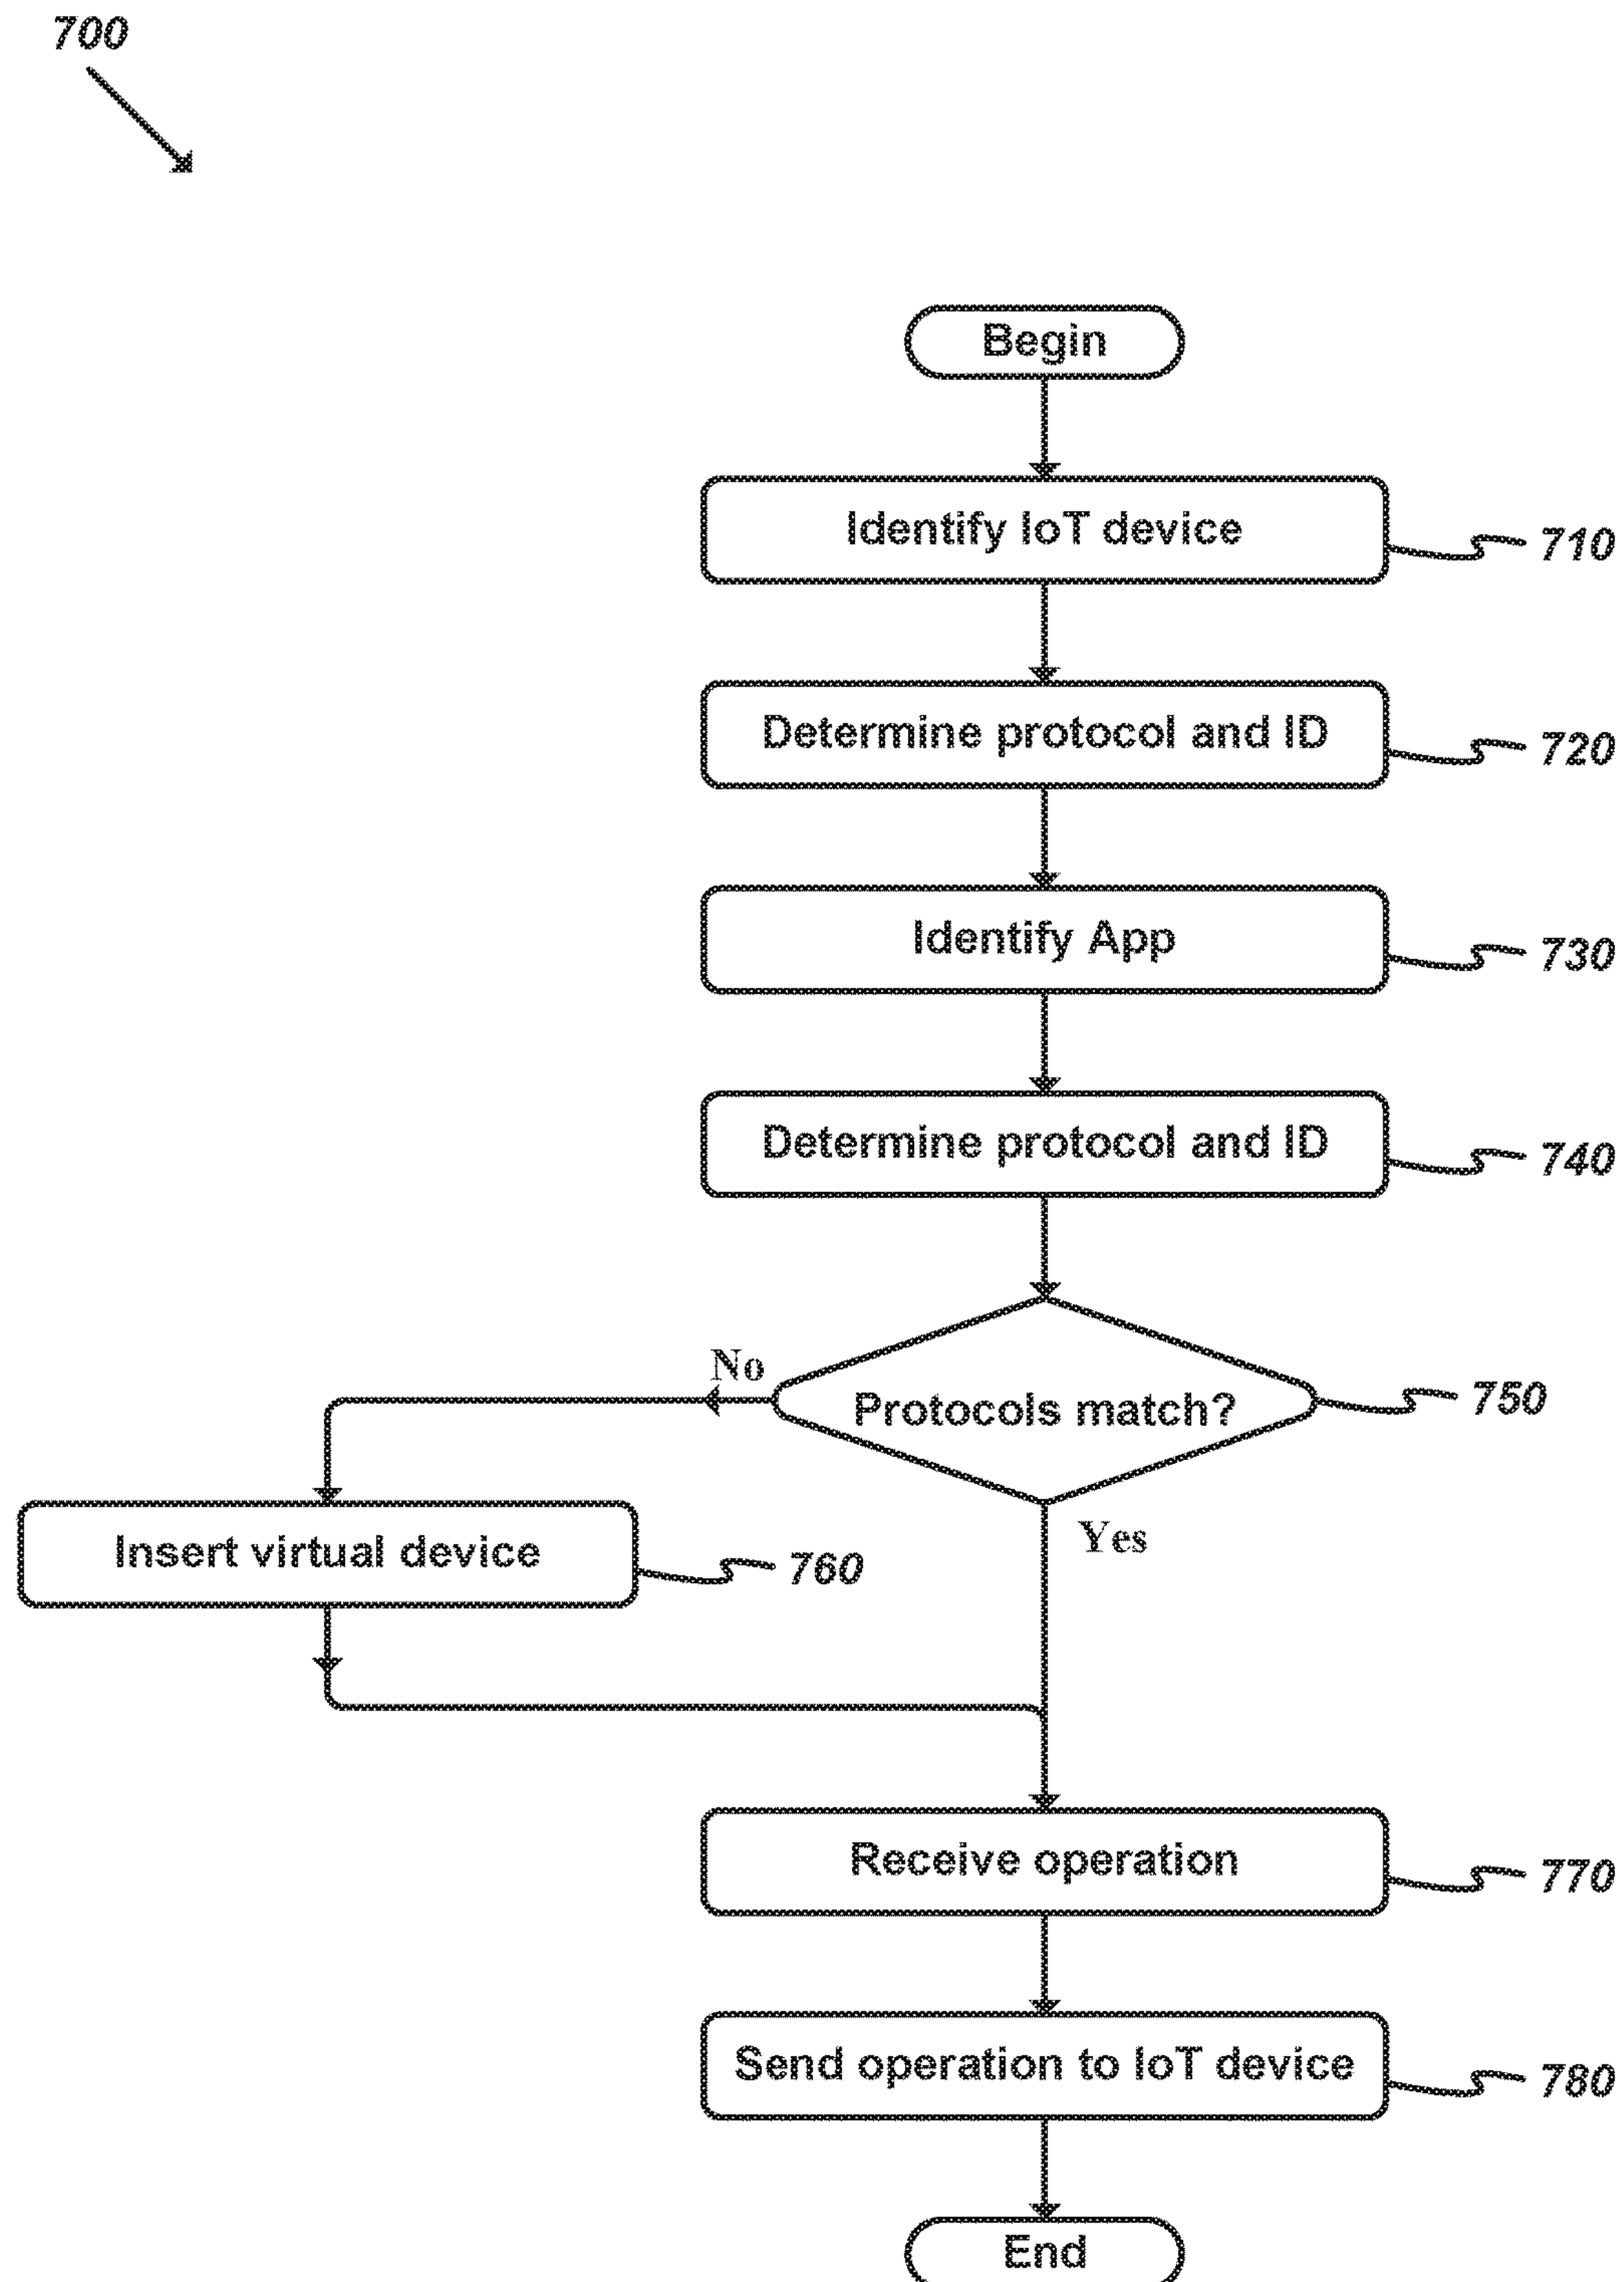 700
Begin
Identify IoT device
710
Determine protocol and ID
720
Identify App
730
Determine protocol and ID
740
No
Protocols match?
750
Yes
Insert virtual device
760
Receive operation
770
Send operation to IoT device
780
End